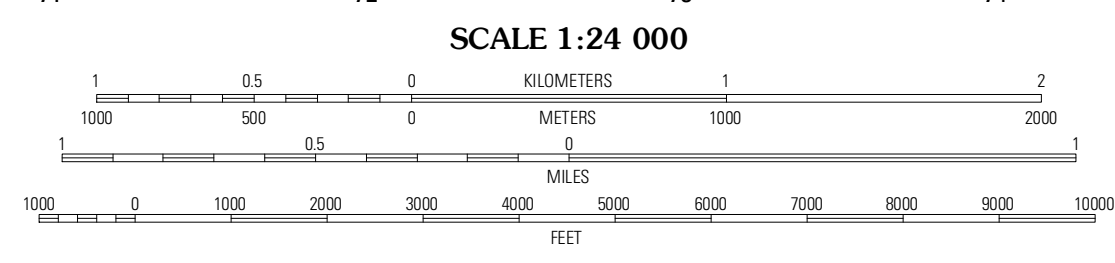 SCALE 1:24 000
1 0.5 0 KILOMETERS 1 2
1000 500 0 METERS 1000 2000
1 0.5 0 1
MILES
1000 0 1000 2000 3000 4000 5000 6000 7000 8000 9000 10000
FEET